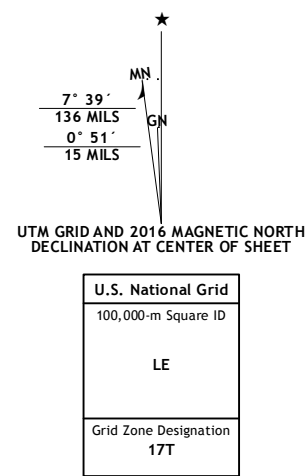 ★
MN
7° 39´
136 MILS
GN
0° 51´
15 MILS
UTM GRID AND 2016 MAGNETIC NORTH
DECLINATION AT CENTER OF SHEET
U.S. National Grid
100,000-m Square ID
LE
Grid Zone Designation
17T